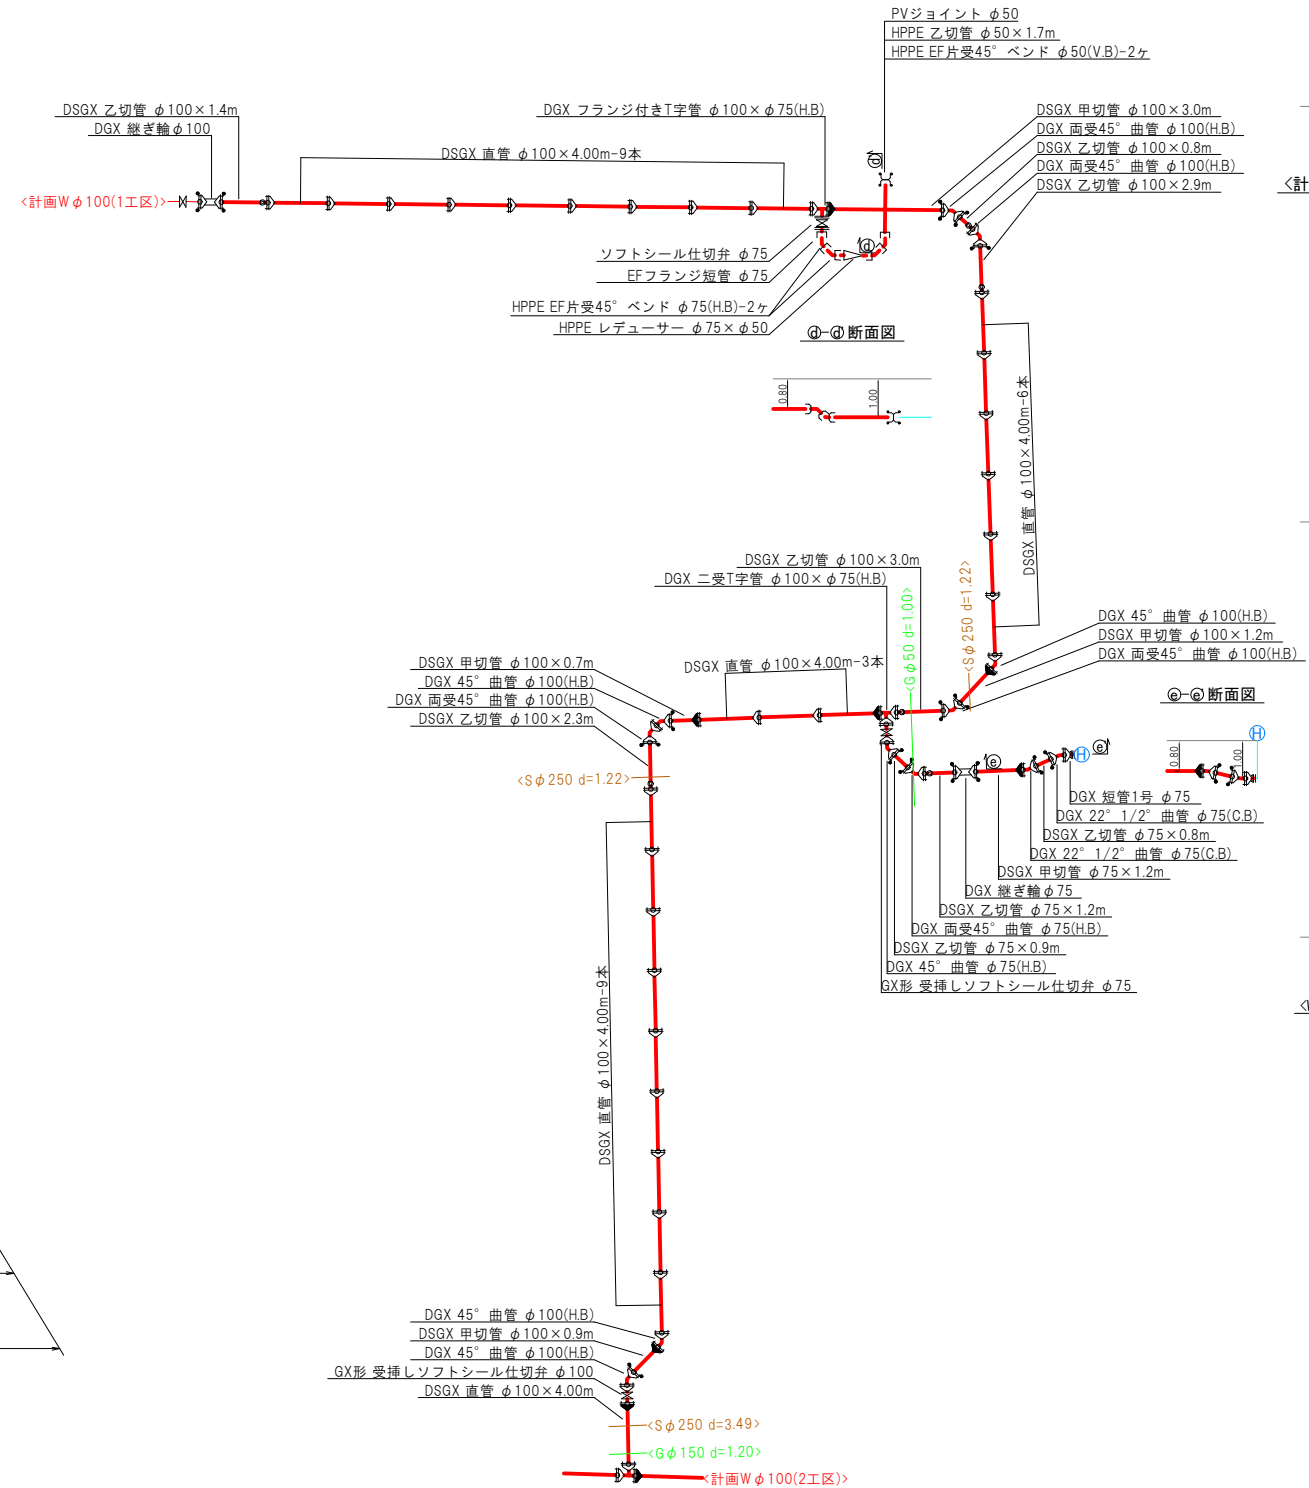 PVジョイント φ50
HPPE 乙切管 φ50×1.7m
HPPE EF片受45°ベンド φ50(V.B)-2ヶ
DSGX 乙切管 φ100×1.4m
DGX 継ぎ輪φ100
DGX フランジ付きT字管 φ100×φ75(H.B)
DSGX 直管 φ100×4.00m-9本
DSGX 甲切管 φ100×3.0m
DGX 両受45°曲管 φ100(H.B)
DSGX 乙切管 φ100×0.8m
DGX 両受45°曲管 φ100(H.B)
DSGX 乙切管 φ100×2.9m
<計
<計画Wφ100(1工区)>
ⓓ'
ⓓ
ソフトシール仕切弁 φ75
EFフランジ短管 φ75
HPPE EF片受45°ベンド φ75(H.B)-2ヶ
HPPE レデューサー φ75×φ50
ⓓ-ⓓ'断面図
0.80
1.00
DSGX 直管 φ100×4.00m-6本
DSGX 乙切管 φ100×3.0m
DGX 二受T字管 φ100×φ75(H.B)
<Gφ50 d=1.00>
<Sφ250 d=1.22>
DGX 45°曲管 φ100(H.B)
DSGX 甲切管 φ100×1.2m
DGX 両受45°曲管 φ100(H.B)
DSGX 甲切管 φ100×0.7m
DGX 45°曲管 φ100(H.B)
DGX 両受45°曲管 φ100(H.B)
DSGX 乙切管 φ100×2.3m
DSGX 直管 φ100×4.00m-3本
ⓔ-ⓔ'断面図
0.80
1.00
H
<Sφ250 d=1.22>
ⓔ
H
ⓔ'
DGX 短管1号 φ75
DGX 22°1/2°曲管 φ75(C.B)
DSGX 乙切管 φ75×0.8m
DGX 22°1/2°曲管 φ75(C.B)
DSGX 甲切管 φ75×1.2m
DGX 継ぎ輪φ75
DSGX 乙切管 φ75×1.2m
DGX 両受45°曲管 φ75(H.B)
DSGX 乙切管 φ75×0.9m
DGX 45°曲管 φ75(H.B)
GX形 受挿しソフトシール仕切弁 φ75
DSGX 直管 φ100×4.00m-9本
DGX 45°曲管 φ100(H.B)
DSGX 甲切管 φ100×0.9m
DGX 45°曲管 φ100(H.B)
GX形 受挿しソフトシール仕切弁 φ100
DSGX 直管 φ100×4.00m
<Sφ250 d=3.49>
<Gφ150 d=1.20>
<計画Wφ100(2工区)>